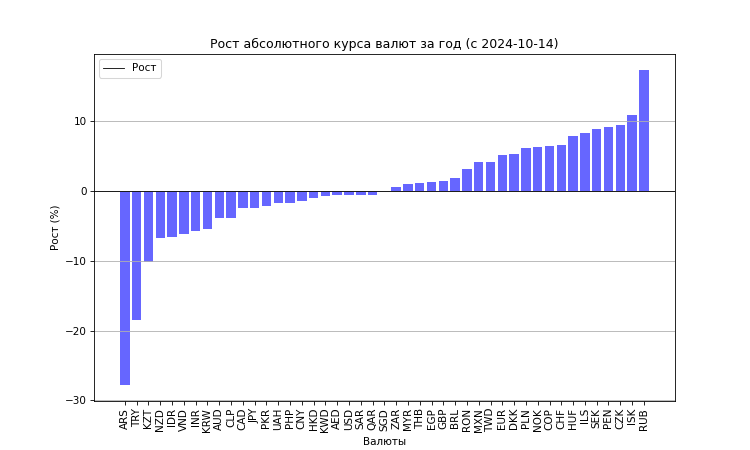 Рост абсолютного курса валют за год (с 2024-10-14)
Рост
Рост (%)
10
0
−10
−20
−30
ARS
TRY
KZT
NZD
IDR
VND
INR
KRW
AUD
CLP
CAD
JPY
PKR
UAH
PHP
CNY
HKD
KWD
AED
USD
SAR
QAR
SGD
ZAR
MYR
THB
EGP
GBP
BRL
RON
MXN
TWD
EUR
DKK
PLN
NOK
COP
CHF
HUF
ILS
SEK
PEN
CZK
ISK
RUB
Валюты